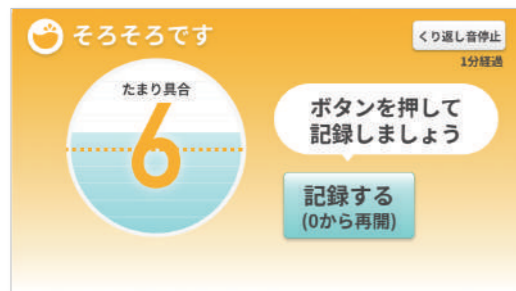 そろそろです
くり返し音停止
1分経過
たまり具合
6
ボタンを押して
記録しましょう
記録する
(0から再開)